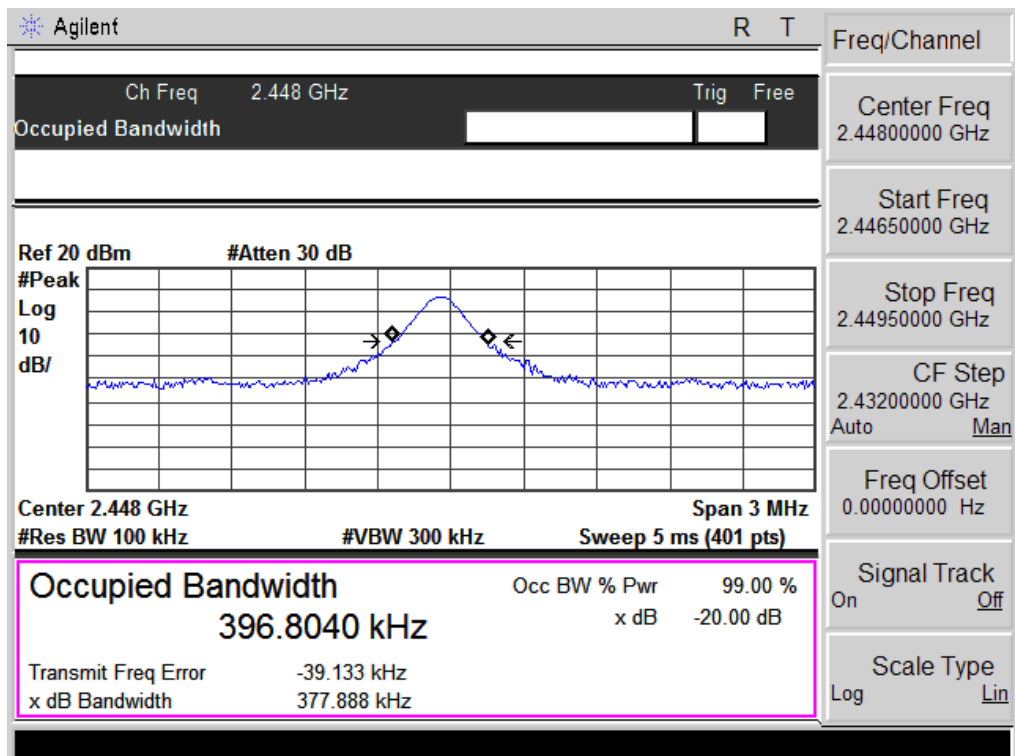 Agilent R T
Ch Freq 2.448 GHz Trig Free
Occupied Bandwidth
Ref 20 dBm #Atten 30 dB
#Peak
Log
10
dB/
Center 2.448 GHz Span 3 MHz
#Res BW 100 kHz #VBW 300 kHz Sweep 5 ms (401 pts)
Occupied Bandwidth Occ BW % Pwr 99.00 %
396.8040 kHz x dB -20.00 dB
Transmit Freq Error -39.133 kHz
x dB Bandwidth 377.888 kHz
Freq/Channel
Center Freq
2.44800000 GHz
Start Freq
2.44650000 GHz
Stop Freq
2.44950000 GHz
CF Step
2.43200000 GHz
Auto Man
Freq Offset
0.00000000 Hz
Signal Track
On Off
Scale Type
Log Lin